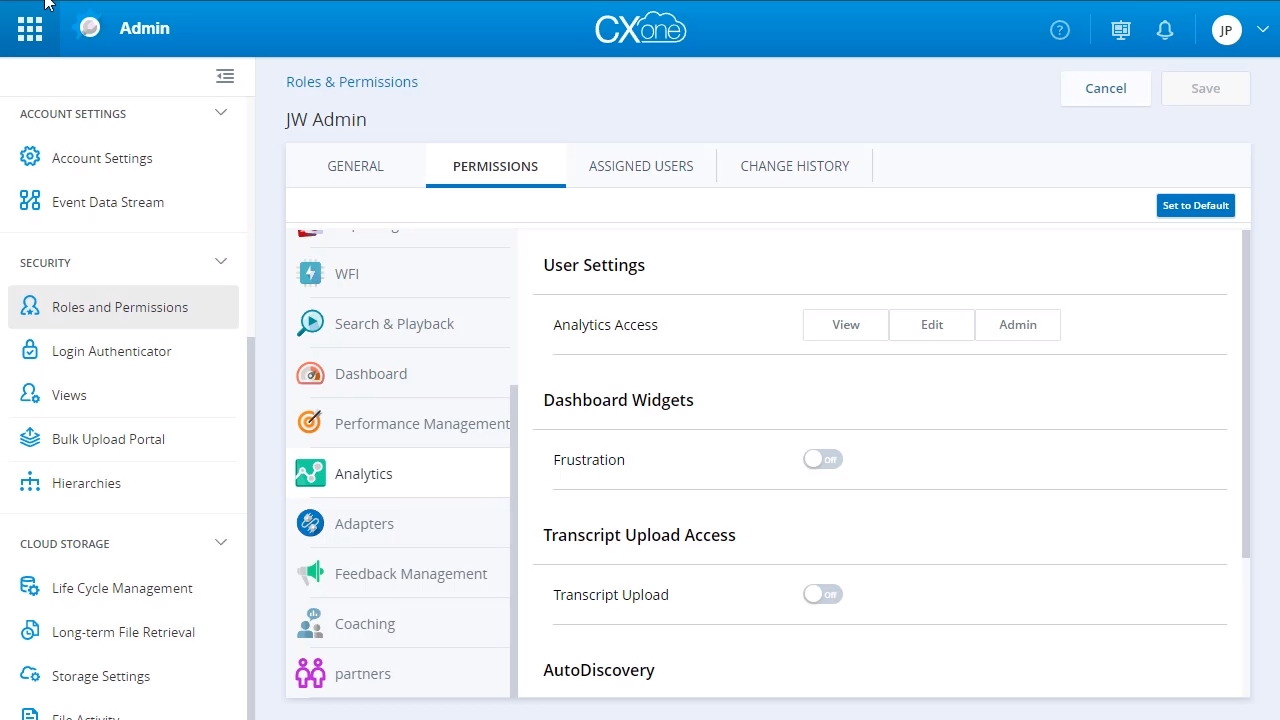 Admin
CXone
?
JP
ACCOUNT SETTINGS
Account Settings
Event Data Stream
SECURITY
Roles and Permissions
Login Authenticator
Views
Bulk Upload Portal
Hierarchies
CLOUD STORAGE
Life Cycle Management
Long-term File Retrieval
Storage Settings
File Activity
Roles & Permissions
Cancel
Save
JW Admin
GENERAL
PERMISSIONS
ASSIGNED USERS
CHANGE HISTORY
Set to Default
WFI
Search & Playback
Dashboard
Performance Management
Analytics
Adapters
Feedback Management
Coaching
partners
User Settings
Analytics Access
View
Edit
Admin
Dashboard Widgets
Frustration
Off
Transcript Upload Access
Transcript Upload
Off
AutoDiscovery